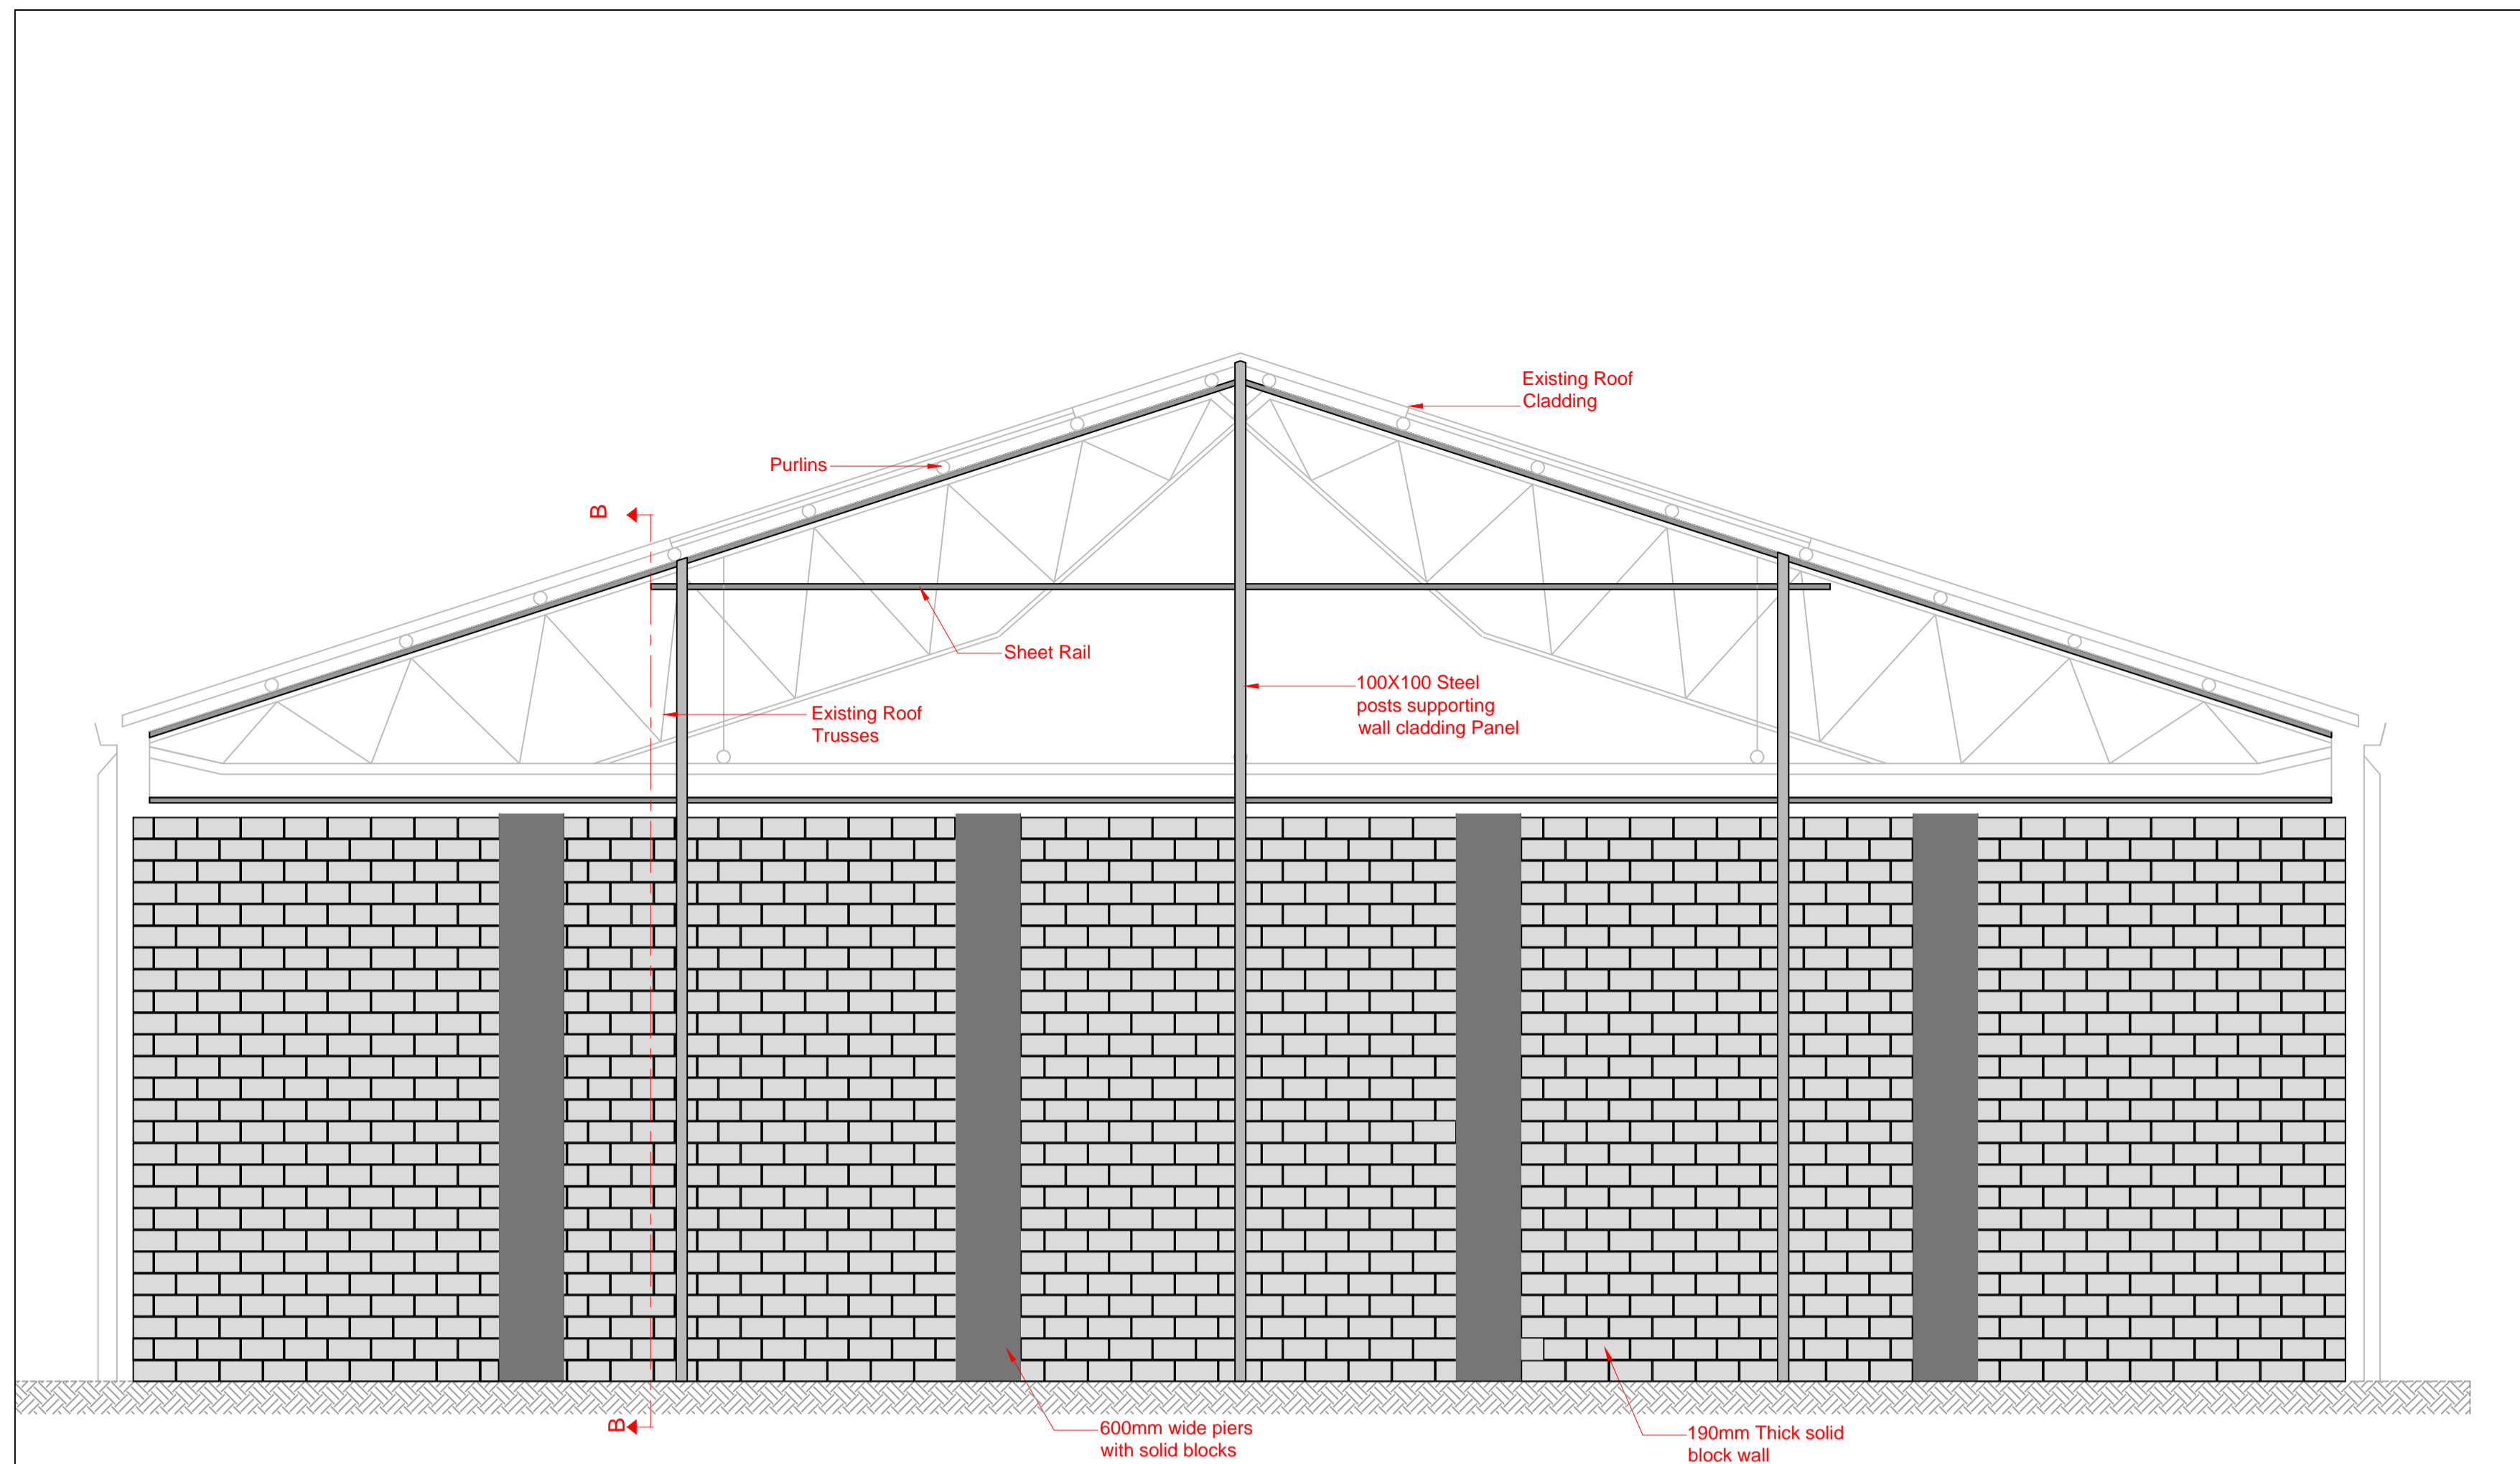 Existing Roof
Cladding
Purlins
B
Sheet Rail
100X100 Steel
posts supporting
wall cladding Panel
Existing Roof
Trusses
B
600mm wide piers
with solid blocks
190mm Thick solid
block wall